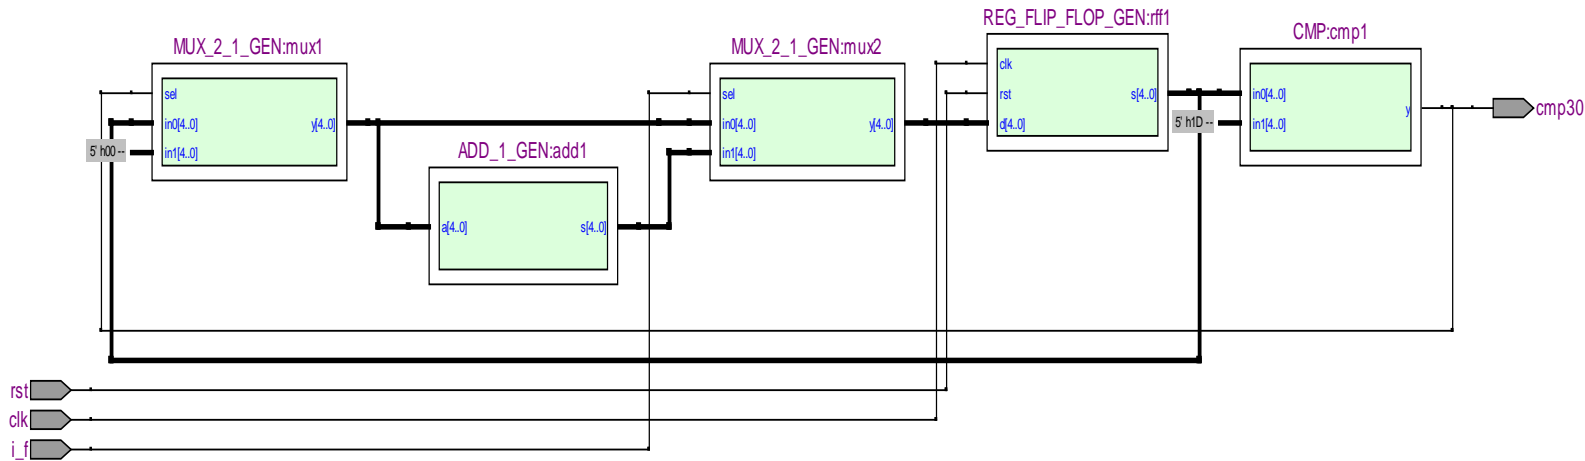 MUX_2_1_GEN:mux1
sel
in0[4..0]
in1[4..0]
y[4..0]
5' h00 --
ADD_1_GEN:add1
a[4..0]
s[4..0]
MUX_2_1_GEN:mux2
sel
in0[4..0]
in1[4..0]
y[4..0]
REG_FLIP_FLOP_GEN:rff1
clk
rst
d[4..0]
s[4..0]
CMP:cmp1
in0[4..0]
in1[4..0]
y
5' h1D --
cmp30
rst
clk
i_f